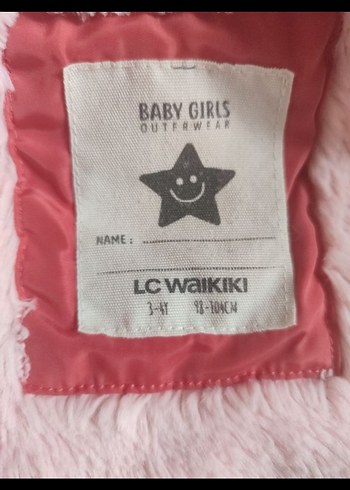 BABY GIRLS
OUTERWEAR
NAME: ........................
LC WAIKIKI
3-4Y 98-104CM